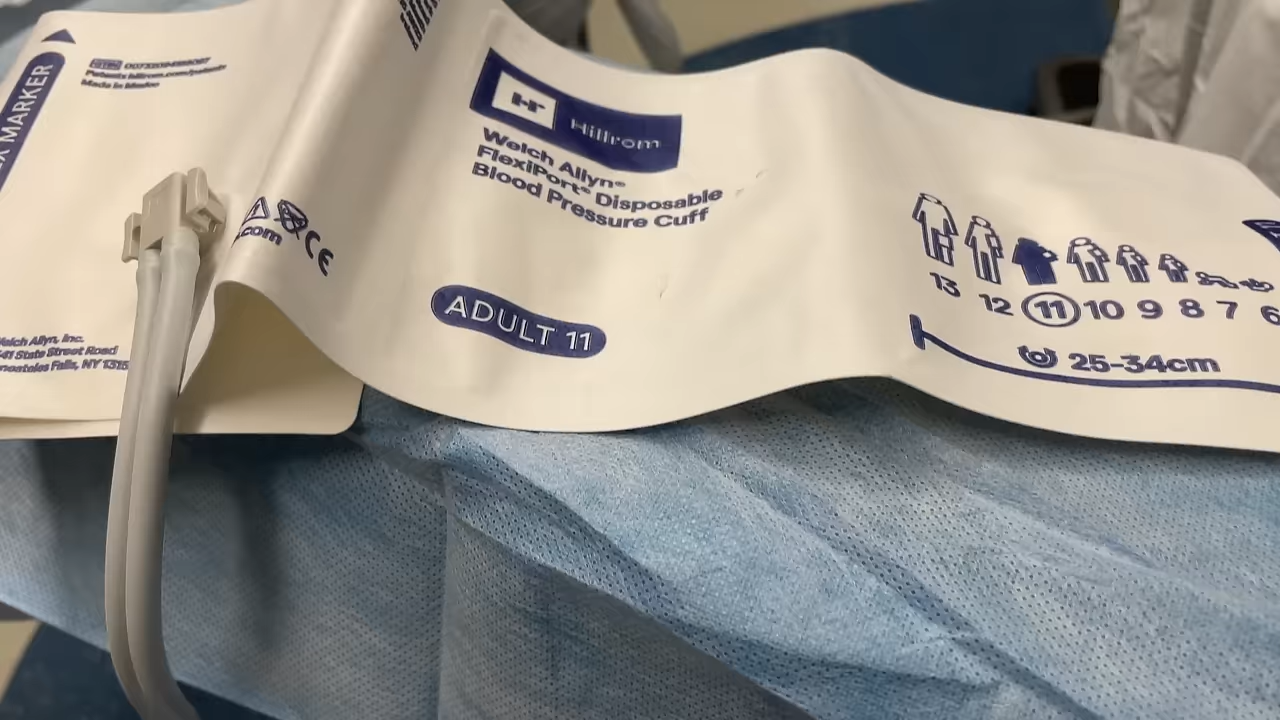 MARKER
Patents hillrom.com/patents
Made in Mexico
.com
CE
Hillrom
Welch Allyn®
FlexiPort® Disposable
Blood Pressure Cuff
ADULT 11
13 12 11 10 9 8 7 6
25-34cm
Welch Allyn, Inc.
State Street Road
Falls, NY